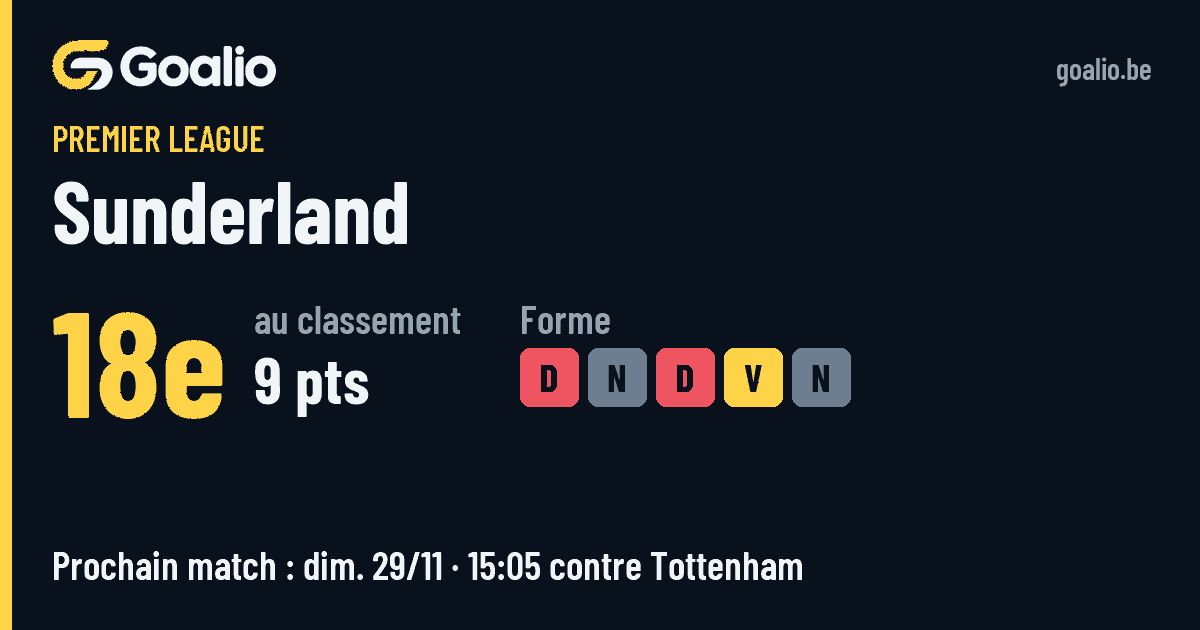 Goalio
goalio.be
PREMIER LEAGUE
Sunderland
18e
au classement
9 pts
Forme
D N D V N
Prochain match : dim. 29/11 · 15:05 contre Tottenham